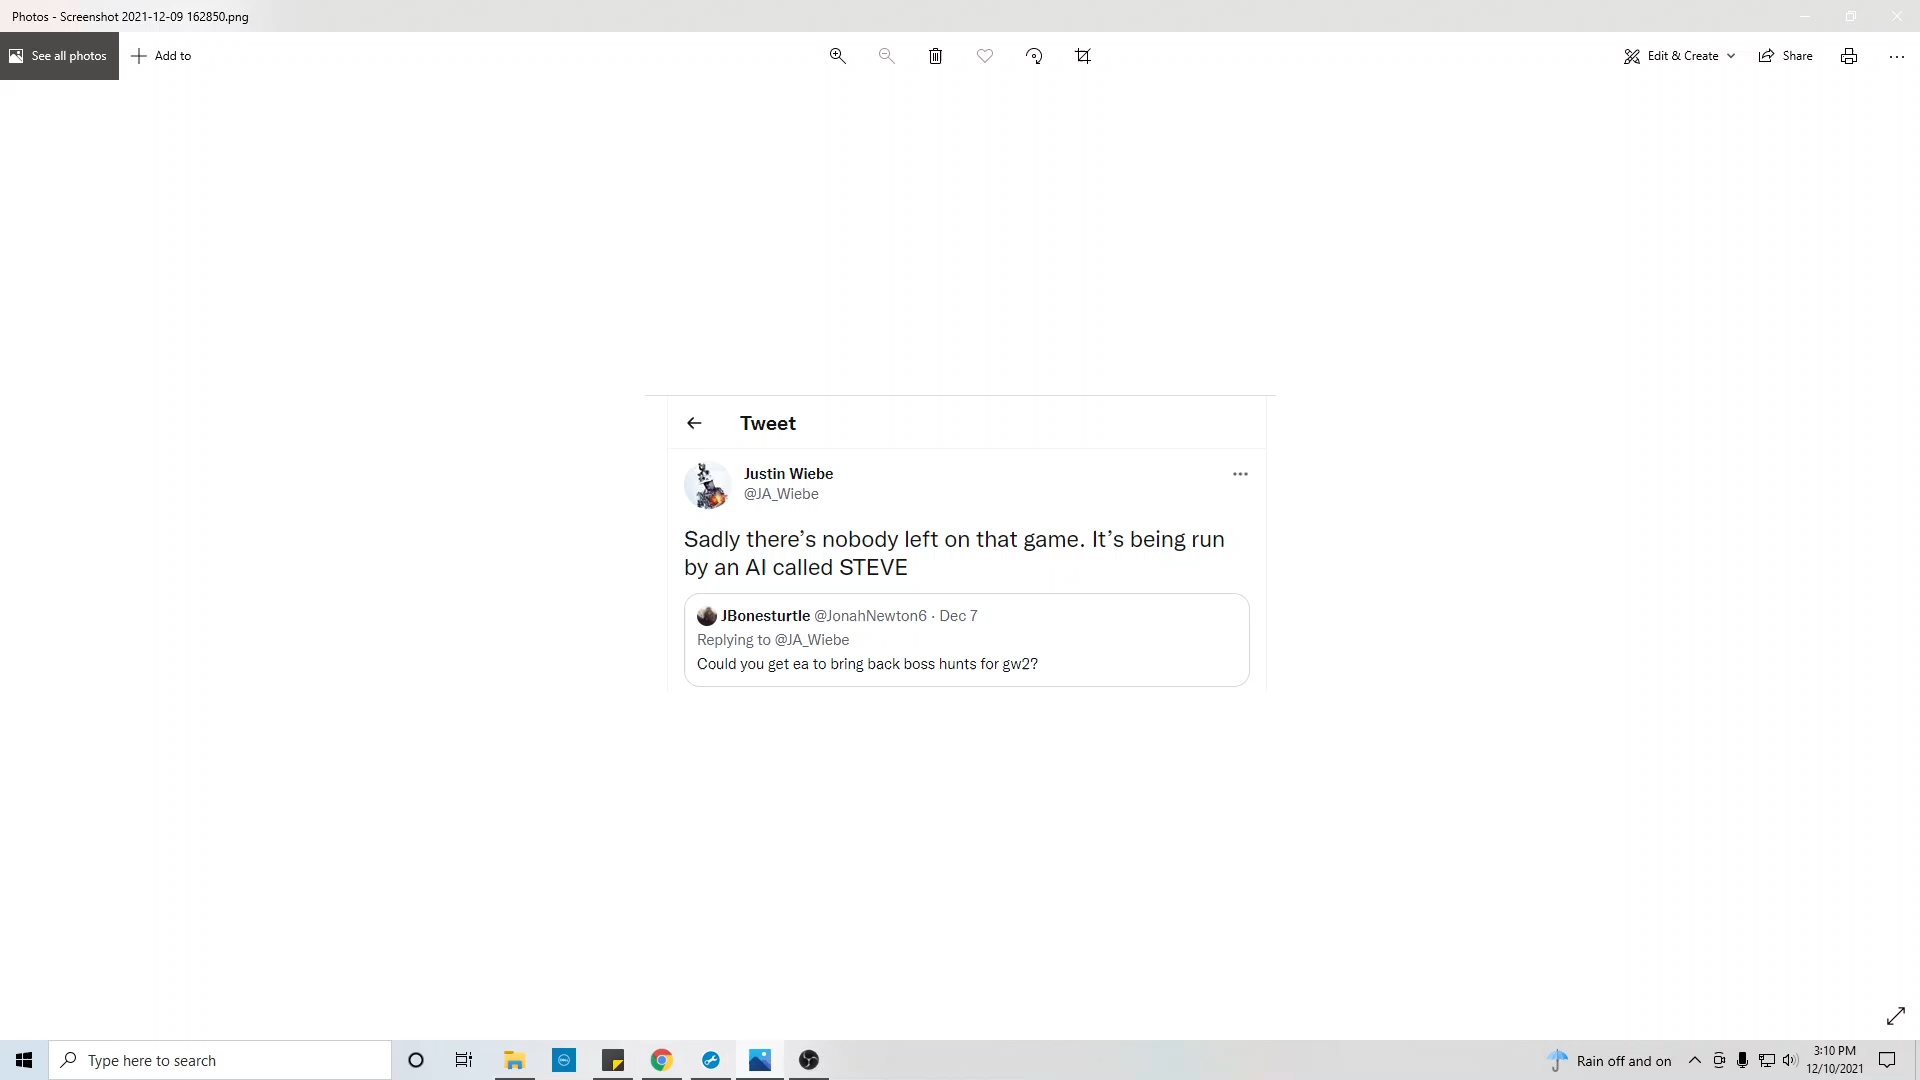 Photos - Screenshot 2021-12-09 162850.png
See all photos
Add to
Edit & Create
Share
Tweet
Justin Wiebe
@JA_Wiebe
Sadly there’s nobody left on that game. It’s being run
by an AI called STEVE
JBonesturtle @JonahNewton6 · Dec 7
Replying to @JA_Wiebe
Could you get ea to bring back boss hunts for gw2?
Type here to search
Rain off and on
3:10 PM
12/10/2021